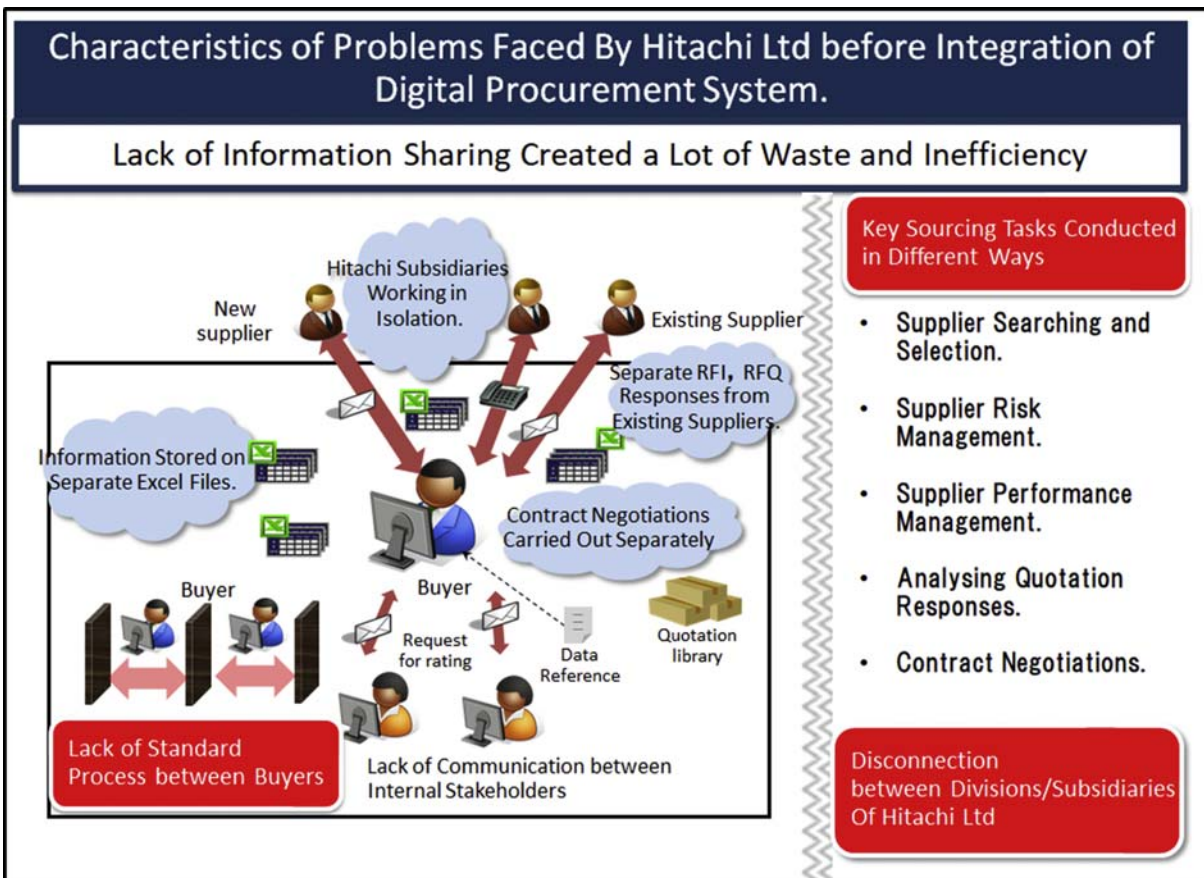 Characteristics of Problems Faced By Hitachi Ltd before Integration of
Digital Procurement System.
Lack of Information Sharing Created a Lot of Waste and Inefficiency
New
supplier
Hitachi Subsidiaries
Working in
Isolation.
Existing Supplier
Separate RFI, RFQ
Responses from
Existing Suppliers.
Information Stored on
Separate Excel Files.
Contract Negotiations
Carried Out Separately
Buyer
Buyer
Request
for rating
Data
Reference
Quotation
library
Lack of Standard
Process between Buyers
Lack of Communication between
Internal Stakeholders
Key Sourcing Tasks Conducted
in Different Ways
• Supplier Searching and
Selection.
• Supplier Risk
Management.
• Supplier Performance
Management.
• Analysing Quotation
Responses.
• Contract Negotiations.
Disconnection
between Divisions/Subsidiaries
Of Hitachi Ltd